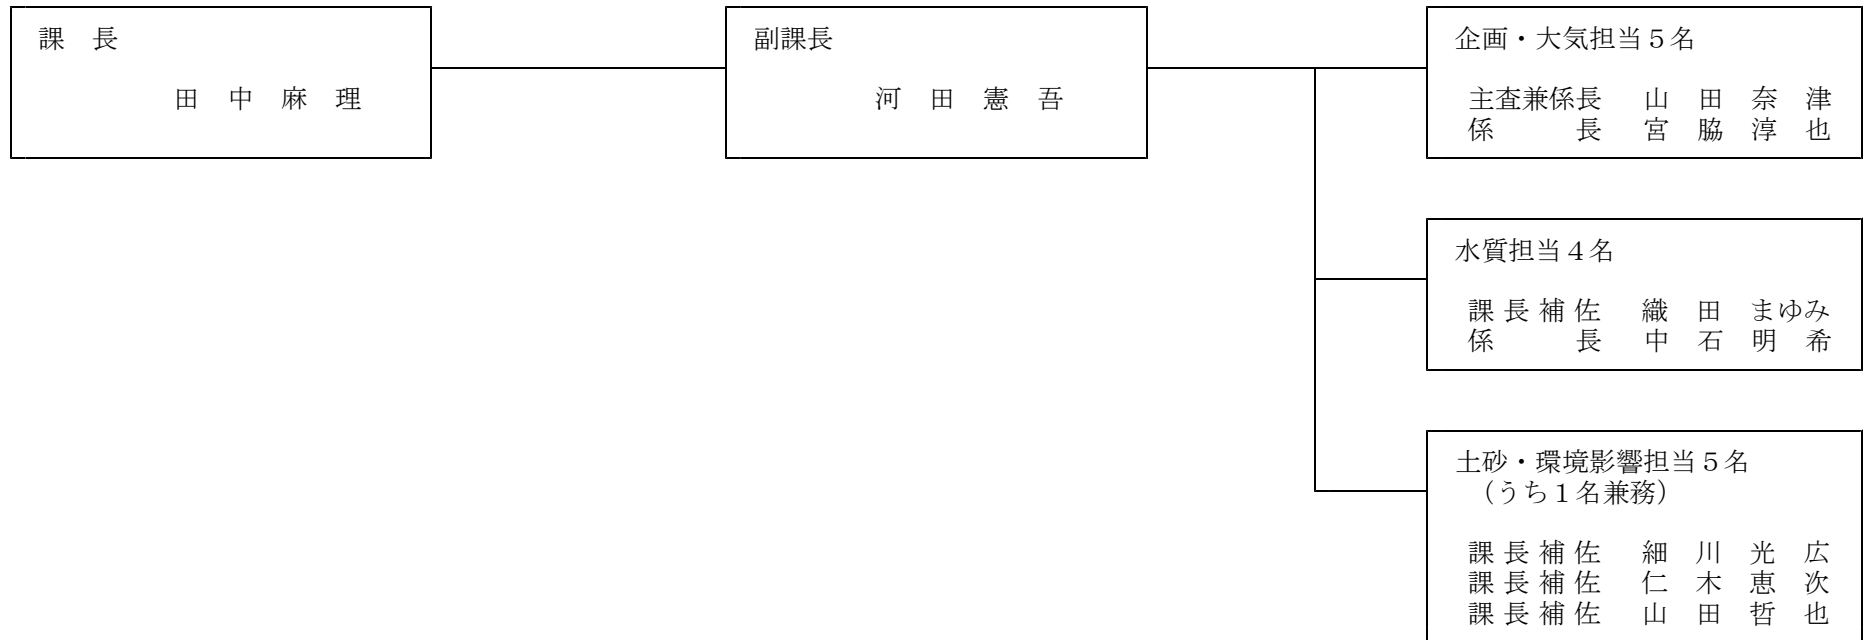 課　長
田　中　麻　理
副課長
河　田　憲　吾
企画・大気担当５名
主査兼係長　山　田　奈　津
係　　　長　宮　脇　淳　也
水質担当４名
課 長 補 佐　織　田　まゆみ
係　　　長　中　石　明　希
土砂・環境影響担当５名
（うち１名兼務）
課 長 補 佐　細　川　光　広
課 長 補 佐　仁　木　恵　次
課 長 補 佐　山　田　哲　也